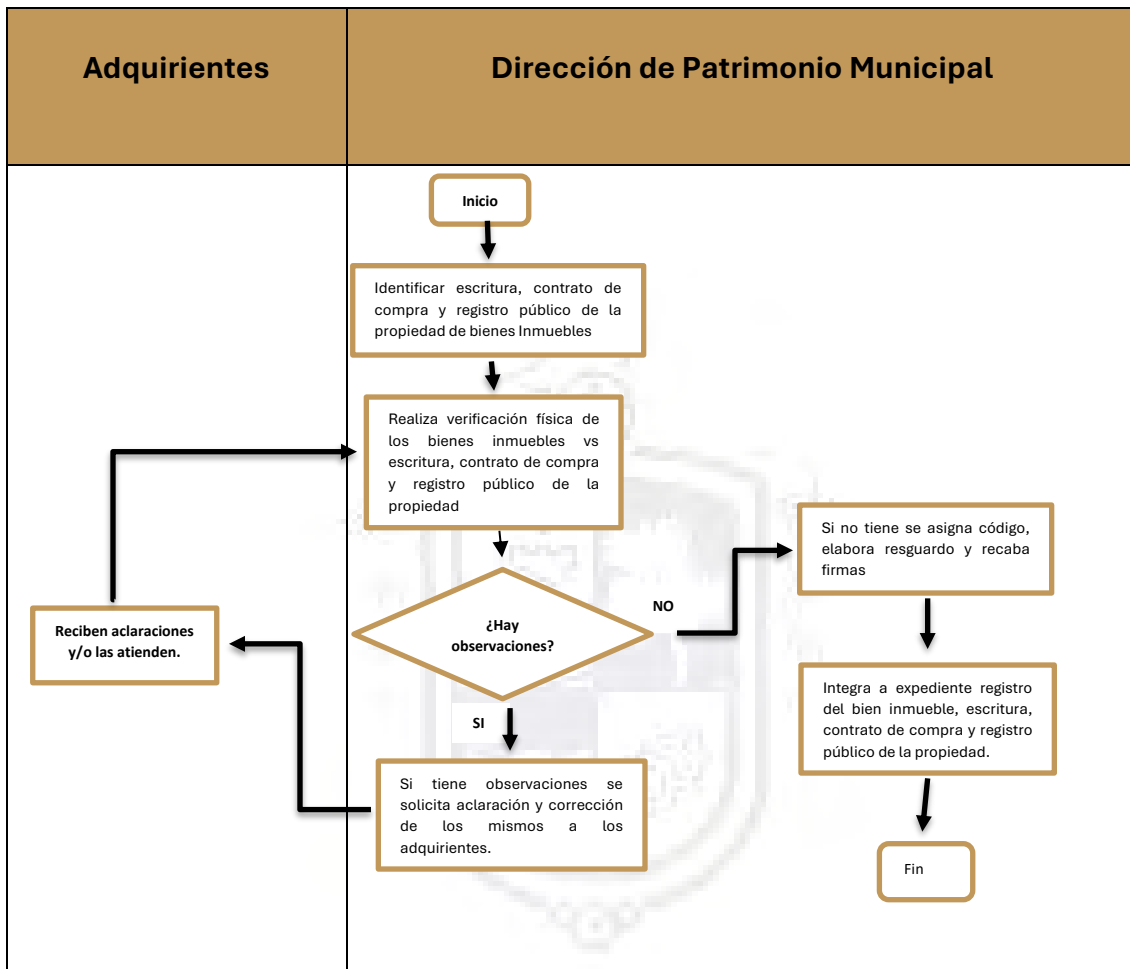 Adquirientes
Dirección de Patrimonio Municipal
Inicio
Identificar escritura, contrato de
compra y registro público de la
propiedad de bienes Inmuebles
Realiza verificación física de
los bienes inmuebles vs
escritura, contrato de compra
y registro público de la
propiedad
Si no tiene se asigna código,
elabora resguardo y recaba
firmas
NO
¿Hay
observaciones?
Reciben aclaraciones
y/o las atienden.
SI
Integra a expediente registro
del bien inmueble, escritura,
contrato de compra y registro
público de la propiedad.
Si tiene observaciones se
solicita aclaración y corrección
de los mismos a los
adquirientes.
Fin